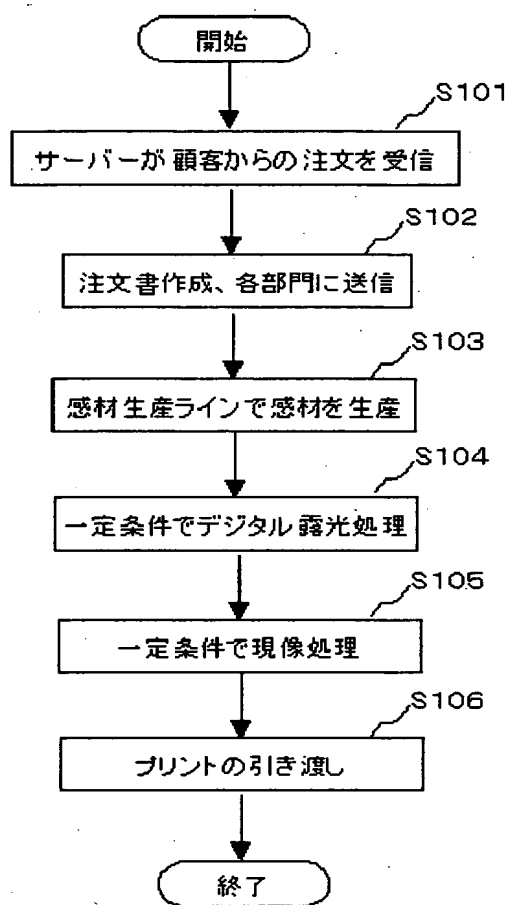 開始
S101
サーバーが顧客からの注文を受信
S102
注文書作成、各部門に送信
S103
感材生産ラインで感材を生産
S104
一定条件でデジタル露光処理
S105
一定条件で現像処理
S106
プリントの引き渡し
終了